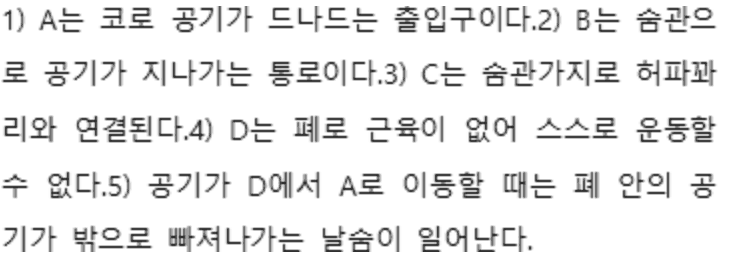 1) A는 코로 공기가 드나드는 출입구이다.2) B는 숨관으
로 공기가 지나가는 통로이다.3) C는 숨관가지로 허파꽈
리와 연결된다.4) D는 폐로 근육이 없어 스스로 운동할
수 없다.5) 공기가 D에서 A로 이동할 때는 폐 안의 공
기가 밖으로 빠져나가는 날숨이 일어난다.